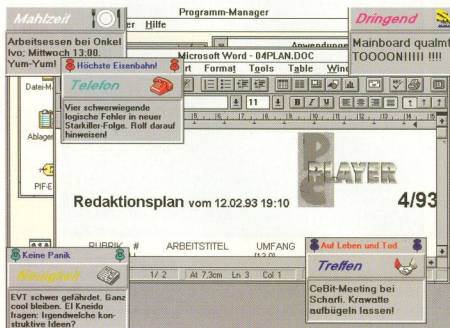 Mahlzeit
Programm-Manager
Dringend
er Hilfe
Arbeitsessen bei Onkel
Ivo; Mittwoch 13:00.
Yum-Yum!
Anwendungen
Mainboard qualmt
TOOOONIIIII !!!!
Microsoft Word - 04PLAN.DOC
Höchste Eisenbahn!
Telefon
Format Tools Table
Datei-M
11
B I U
Vier schwerwiegende
logische Fehler in neuer
Starkiller-Folge. Rolf darauf
hinweisen!
Ablage
PIF-E
PC
PLAYER
Redaktionsplan vom 12.02.93 19:10
4/93
RUBRIK # ARBEITSTITEL UMFANG
Keine Panik
Neuigkeit
Auf Leben und Tod
Treffen
1/ 2 At 7,3cm Ln 3 Col 1
EVT schwer gefährdet. Ganz
cool bleiben. El Kneido
fragen: Irgendwelche kon-
struktive Ideen?
CeBit-Meeting bei
Scharfi. Krawatte
aufbügeln lassen!